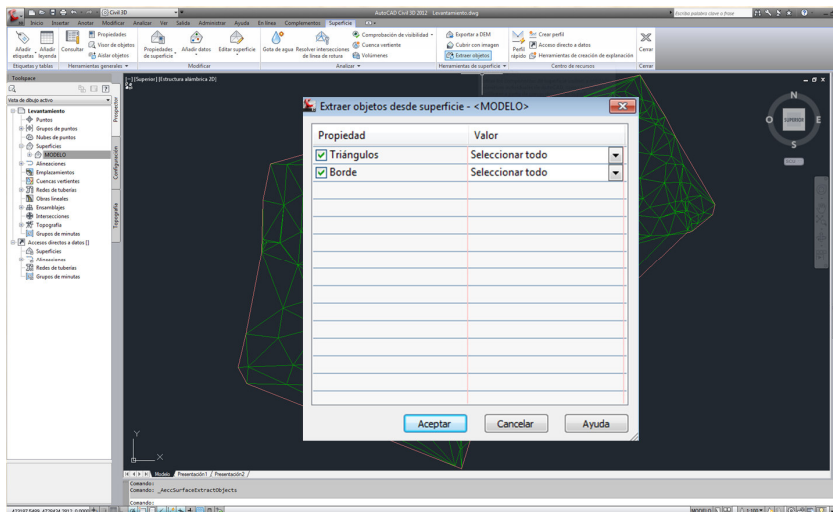 Civil 3D
AutoCAD Civil 3D 2012 Levantamiento.dwg
Escriba palabra clave o frase
Inicio Insertar Anotar Modificar Analizar Ver Salida Administrar Ayuda En línea Complementos Superficie
Añadir etiquetas
Añadir leyenda
Consultar
Propiedades
Visor de objetos
Aislar objetos
Propiedades de superficie
Añadir datos
Editar superficie
Gota de agua
Resolver intersecciones de línea de rotura
Comprobación de visibilidad
Cuenca vertiente
Volúmenes
Exportar a DEM
Cubrir con imagen
Extraer objetos
Perfil rápido
Crear perfil
Acceso directo a datos
Herramientas de creación de explanación
Cerrar
Etiquetas y tablas
Herramientas generales
Modificar
Analizar
Herramientas de superficie
Centro de recursos
Cerrar
Toolspace
Vista de dibujo activo
Levantamiento
Puntos
Grupos de puntos
Nubes de puntos
Superficies
MODELO
Alineaciones
Emplazamientos
Cuencas vertientes
Redes de tuberías
Obras lineales
Ensamblajes
Intersecciones
Topografía
Grupos de minutas
Accesos directos a datos []
Superficies
Alineaciones
Redes de tuberías
Grupos de minutas
Prospector
Configuración
Topografía
[-] [Superior] [Estructura alámbrica 2D]
N
O
SUPERIOR
E
S
Extraer objetos desde superficie - <MODELO>
Propiedad Valor
Triángulos Seleccionar todo
Borde Seleccionar todo
Aceptar Cancelar Ayuda
Y
X
Modelo Presentación1 Presentación2
Comando:
Comando: _AeccSurfaceExtractObjects
Comando:
MODELO